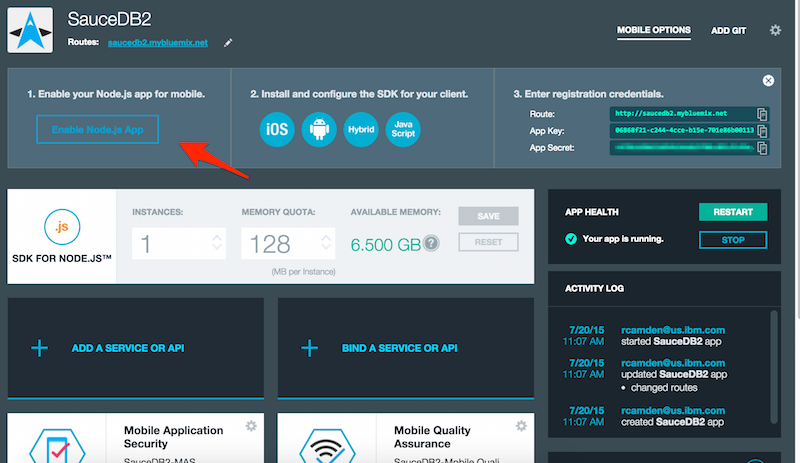 SauceDB2
Routes: saucedb2.mybluemix.net
MOBILE OPTIONS
ADD GIT
1. Enable your Node.js app for mobile.
Enable Node.js App
2. Install and configure the SDK for your client.
iOS
Hybrid
Java
Script
3. Enter registration credentials.
Route: http://saucedb2.mybluemix.net
App Key: 06868f21-c244-4cce-b15e-701e86b00113
App Secret:
.js
SDK FOR NODE.JS™
INSTANCES:
1
MEMORY QUOTA:
128
(MB per Instance)
AVAILABLE MEMORY:
6.500 GB ?
SAVE
RESET
APP HEALTH
RESTART
Your app is running.
STOP
ADD A SERVICE OR API
BIND A SERVICE OR API
ACTIVITY LOG
7/20/15 rcamden@us.ibm.com
11:07 AM started SauceDB2 app
7/20/15 rcamden@us.ibm.com
11:07 AM updated SauceDB2 app
• changed routes
7/20/15 rcamden@us.ibm.com
11:07 AM created SauceDB2 app
Mobile Application
Security
SauceDB2-MAS
Mobile Quality
Assurance
SauceDB2-Mobile Quali